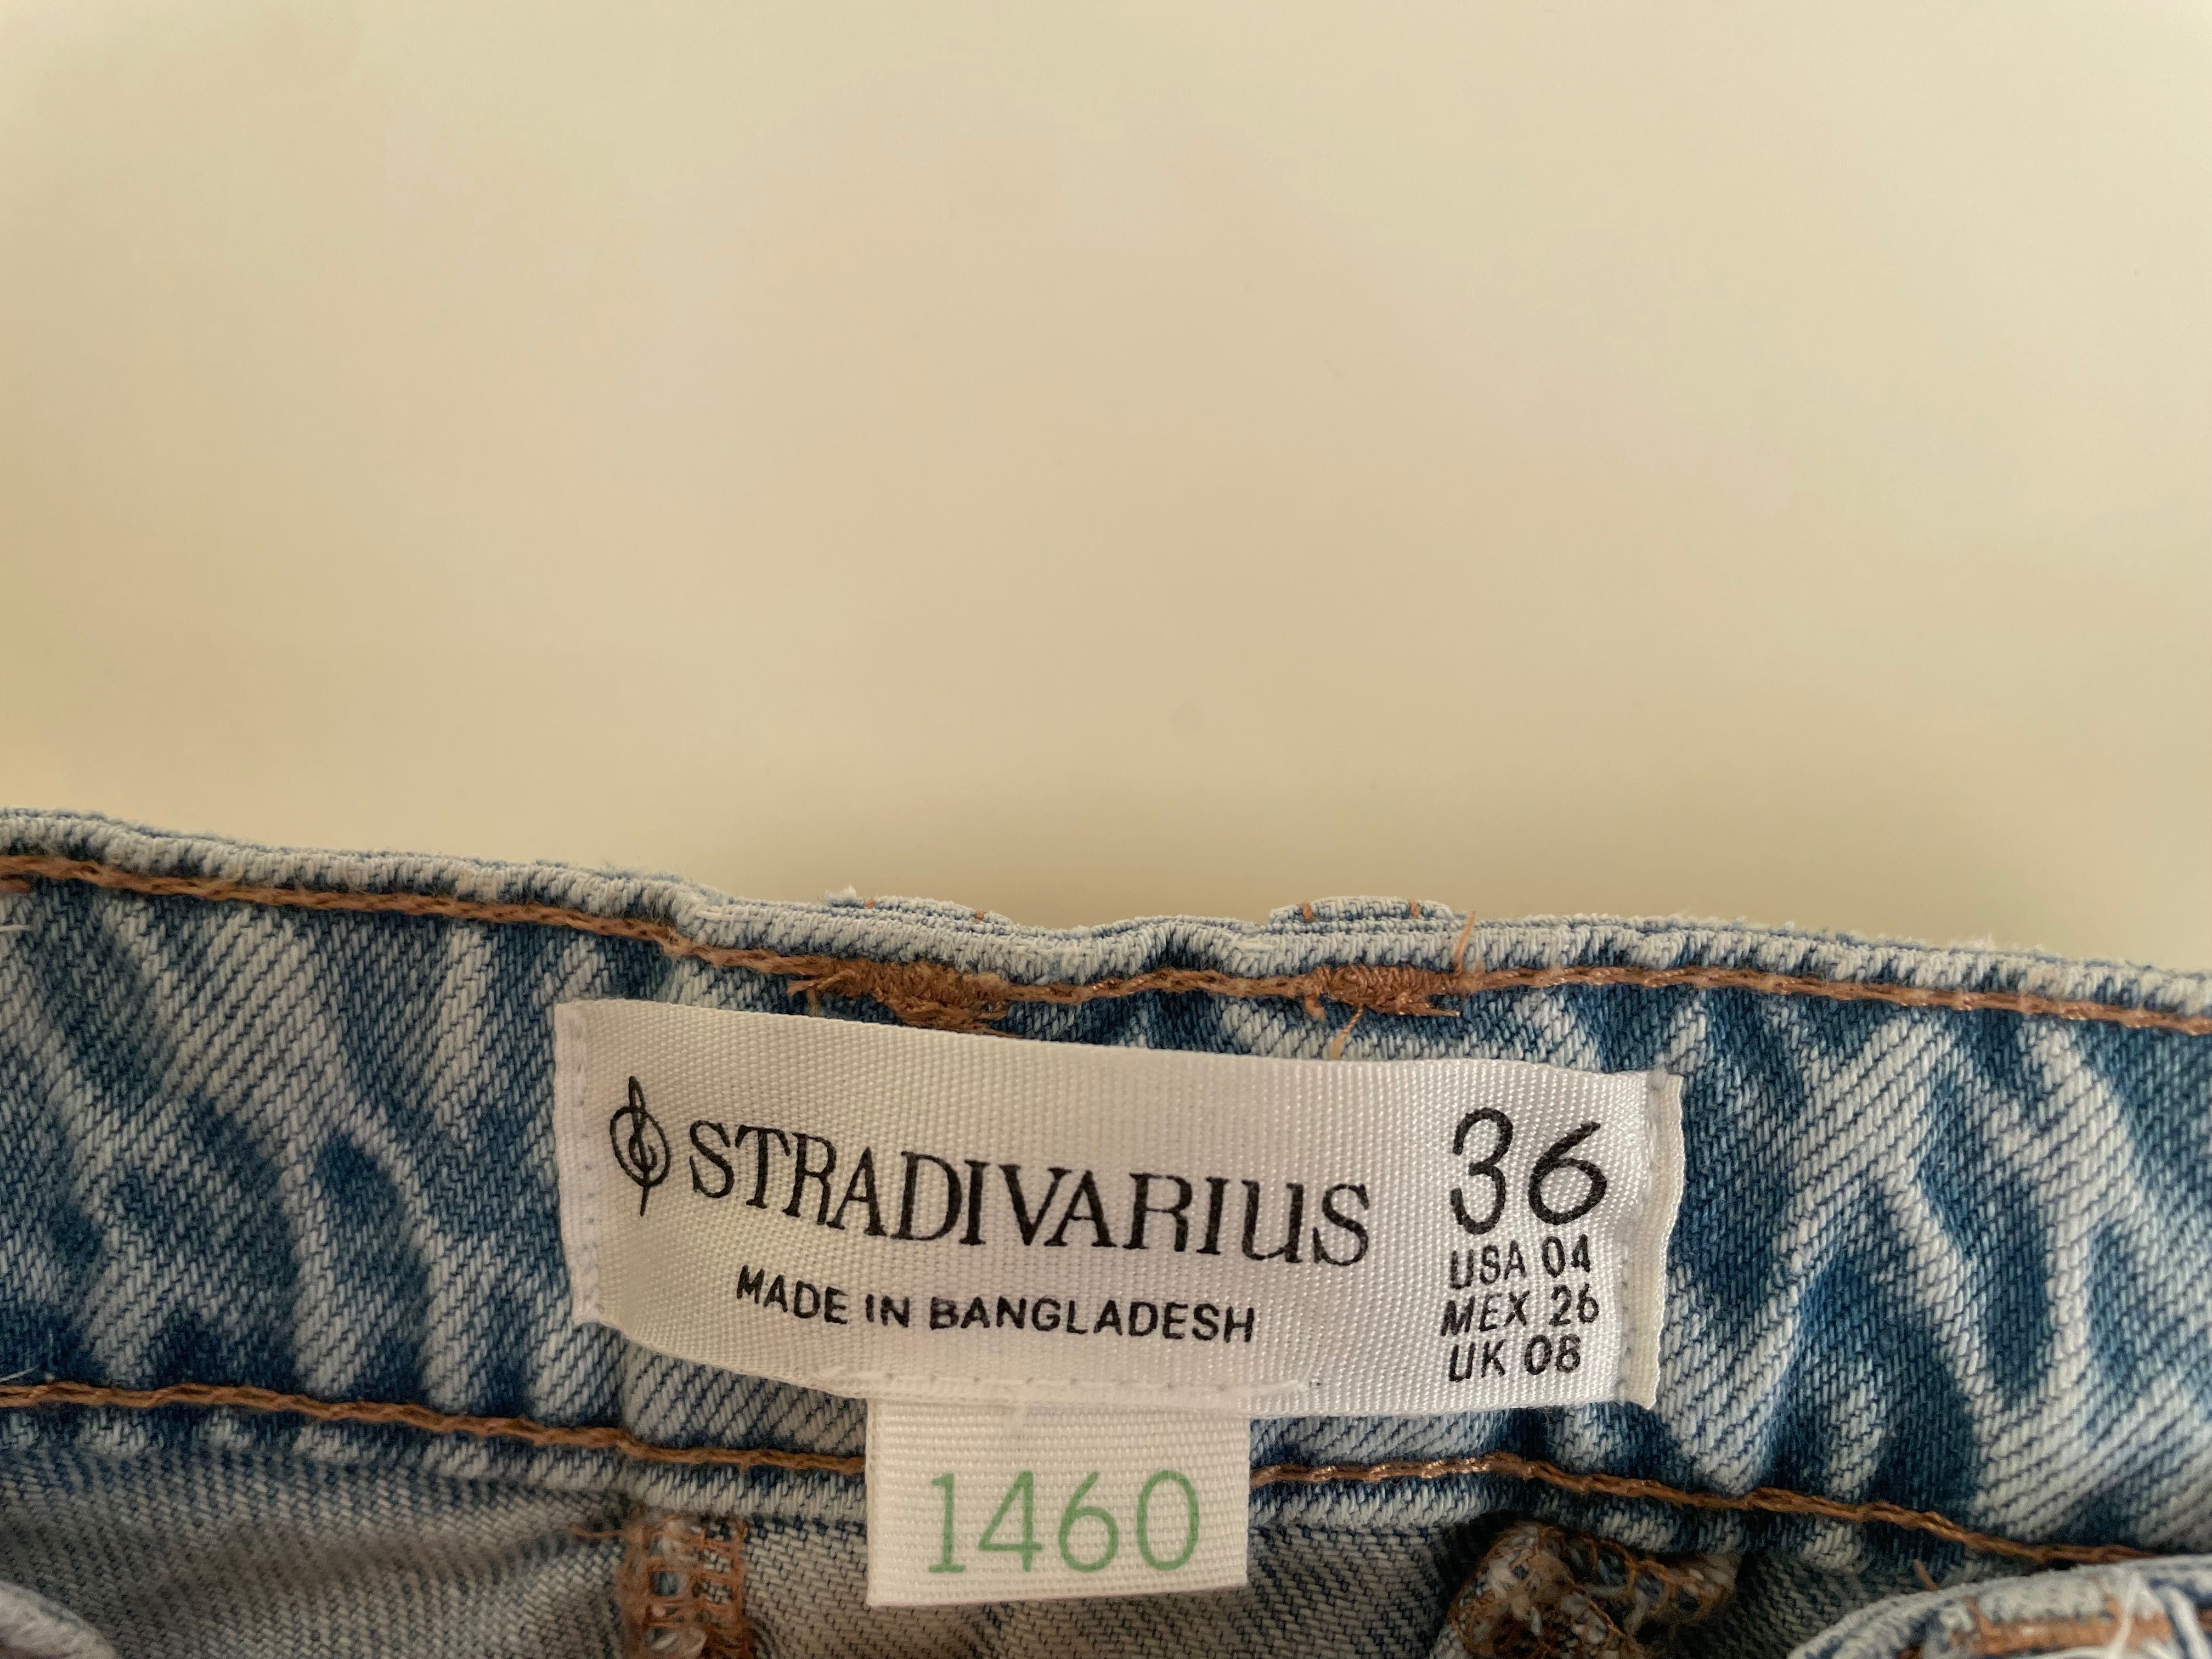 STRADIVARIUS
MADE IN BANGLADESH
36
USA 04
MEX 26
UK 08
1460